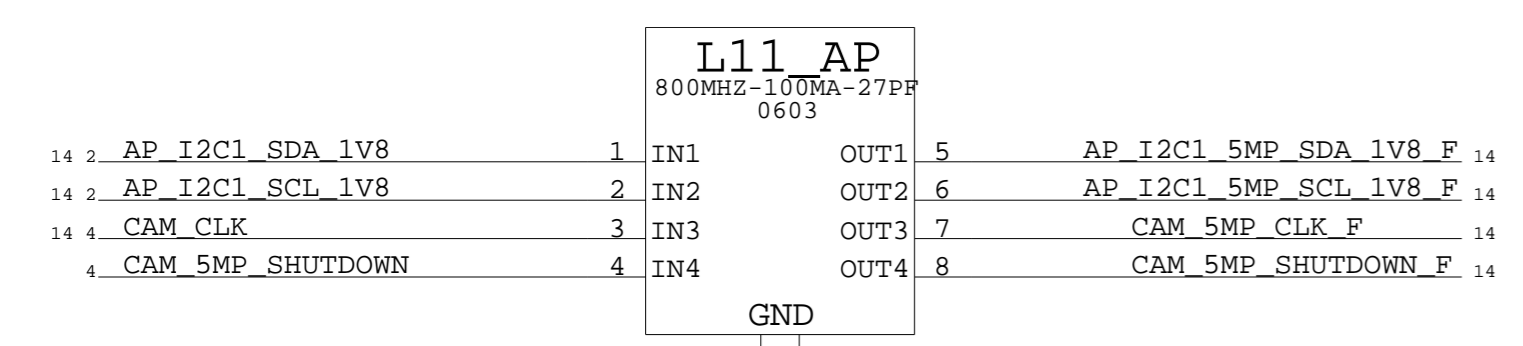 L11_AP
800MHZ-100MA-27PF
0603
14 2 AP_I2C1_SDA_1V8 1 IN1 OUT1 5 AP_I2C1_5MP_SDA_1V8_F 14
14 2 AP_I2C1_SCL_1V8 2 IN2 OUT2 6 AP_I2C1_5MP_SCL_1V8_F 14
14 4 CAM_CLK 3 IN3 OUT3 7 CAM_5MP_CLK_F 14
4 CAM_5MP_SHUTDOWN 4 IN4 OUT4 8 CAM_5MP_SHUTDOWN_F 14
GND